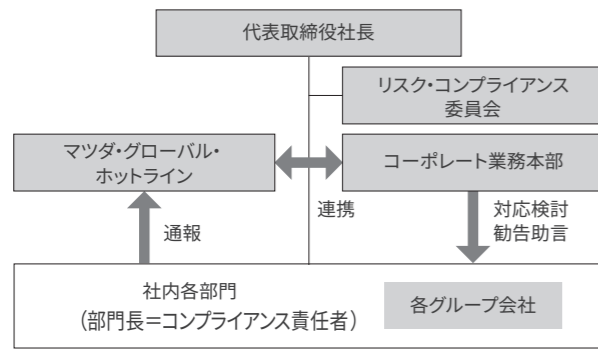 代表取締役社長
リスク・コンプライアンス
委員会
マツダ・グローバル・
ホットライン
コーポレート業務本部
連携
通報
対応検討
勧告助言
社内各部門
（部門長＝コンプライアンス責任者）
各グループ会社